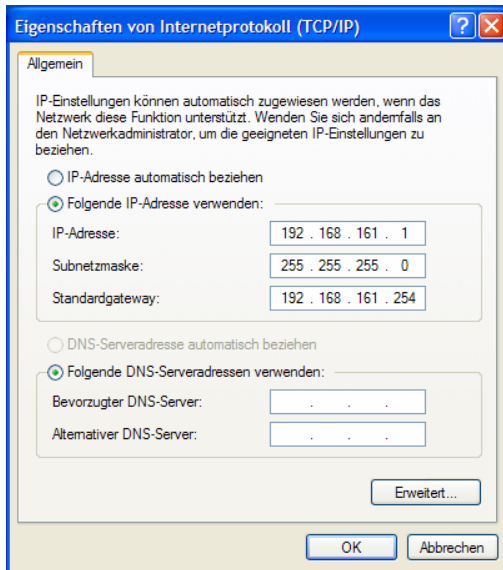 Eigenschaften von Internetprotokoll (TCP/IP)
Allgemein
IP-Einstellungen können automatisch zugewiesen werden, wenn das
Netzwerk diese Funktion unterstützt. Wenden Sie sich andernfalls an
den Netzwerkadministrator, um die geeigneten IP-Einstellungen zu
beziehen.
IP-Adresse automatisch beziehen
Folgende IP-Adresse verwenden:
IP-Adresse: 192 . 168 . 161 . 1
Subnetzmaske: 255 . 255 . 255 . 0
Standardgateway: 192 . 168 . 161 . 254
DNS-Serveradresse automatisch beziehen
Folgende DNS-Serveradressen verwenden:
Bevorzugter DNS-Server: . . .
Alternativer DNS-Server: . . .
Erweitert...
OK Abbrechen